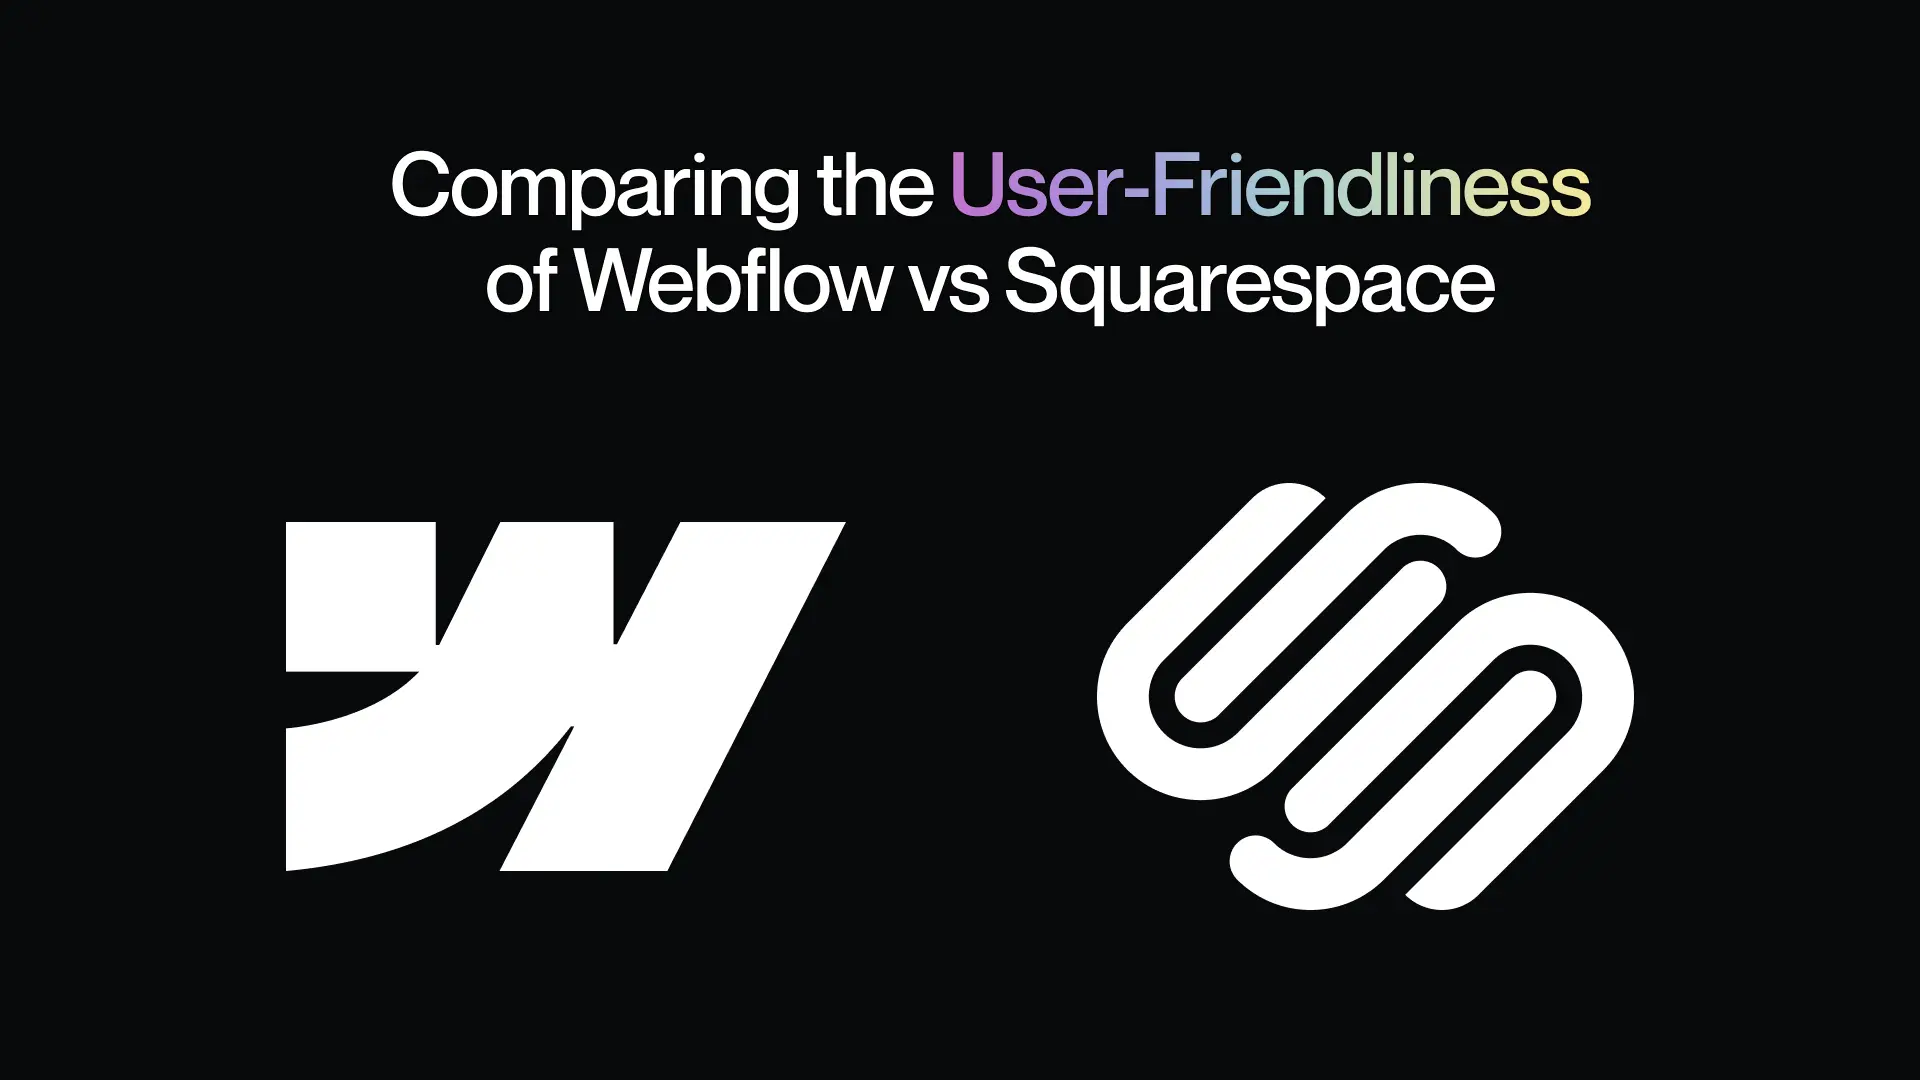 Comparing the User-Friendliness
of Webflow vs Squarespace